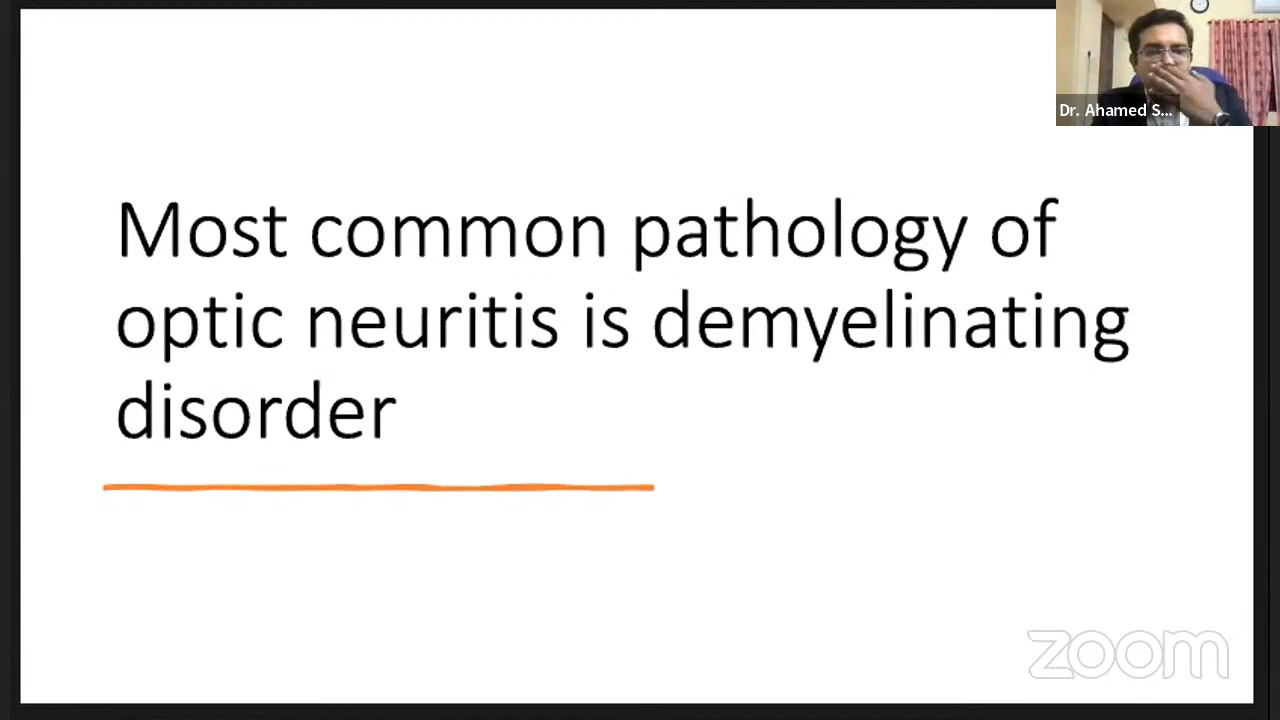 Dr. Ahamed S...
Most common pathology of
optic neuritis is demyelinating
disorder
zoom